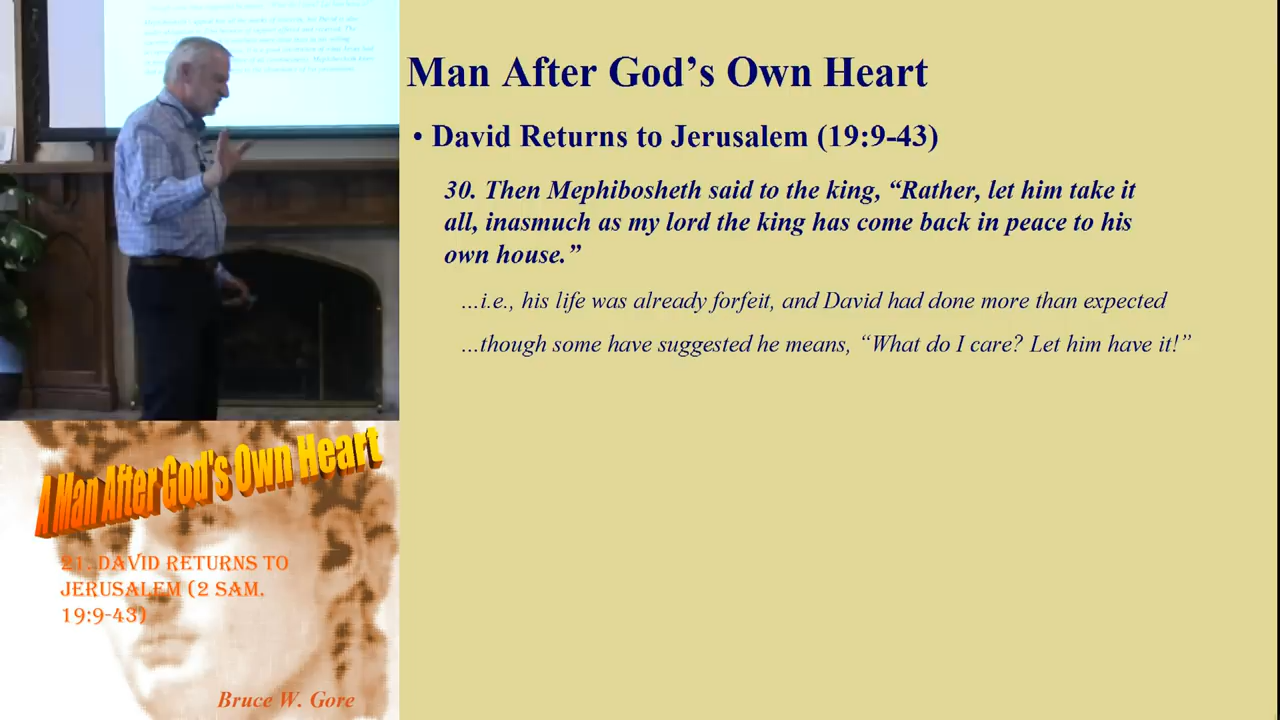 Man After God's Own Heart
• David Returns to Jerusalem (19:9-43)
30. Then Mephibosheth said to the king, “Rather, let him take it
all, inasmuch as my lord the king has come back in peace to his
own house.”
...i.e., his life was already forfeit, and David had done more than expected
...though some have suggested he means, “What do I care? Let him have it!”
A Man After God's Own Heart
21. David Returns to
Jerusalem (2 Sam.
19:9-43)
Bruce W. Gore